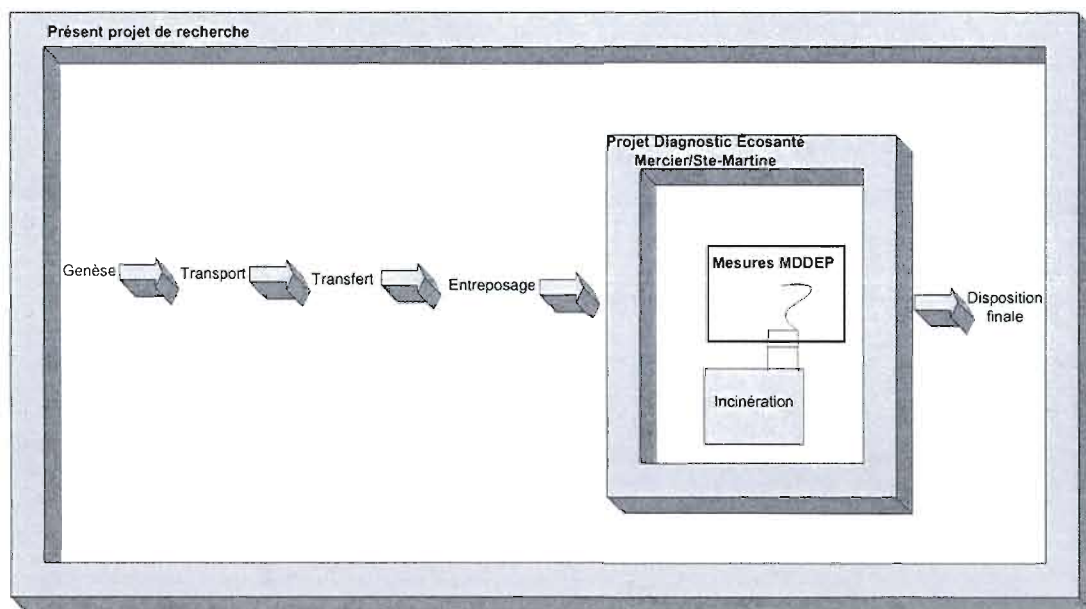 Présent projet de recherche
Projet Diagnostic Écosanté
Mercier/Ste-Martine
Mesures MDDEP
Genèse
Transport
Transfert
Entreposage
Incinération
Disposition
finale